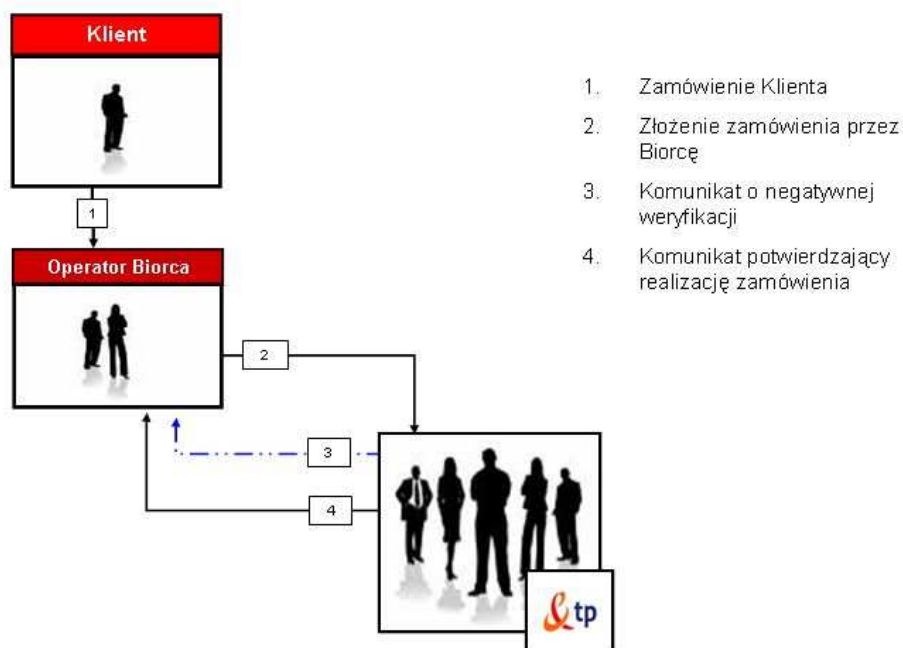 Klient
1
Operator Biorca
2
3
4
tp
1. Zamówienie Klienta
2. Złożenie zamówienia przez
Biorcę
3. Komunikat o negatywnej
weryfikacji
4. Komunikat potwierdzający
realizację zamówienia